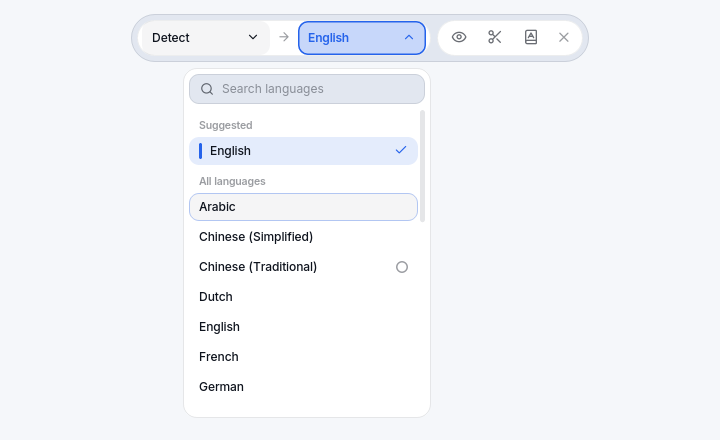 Detect
English
Search languages
Suggested
English
All languages
Arabic
Chinese (Simplified)
Chinese (Traditional)
Dutch
English
French
German